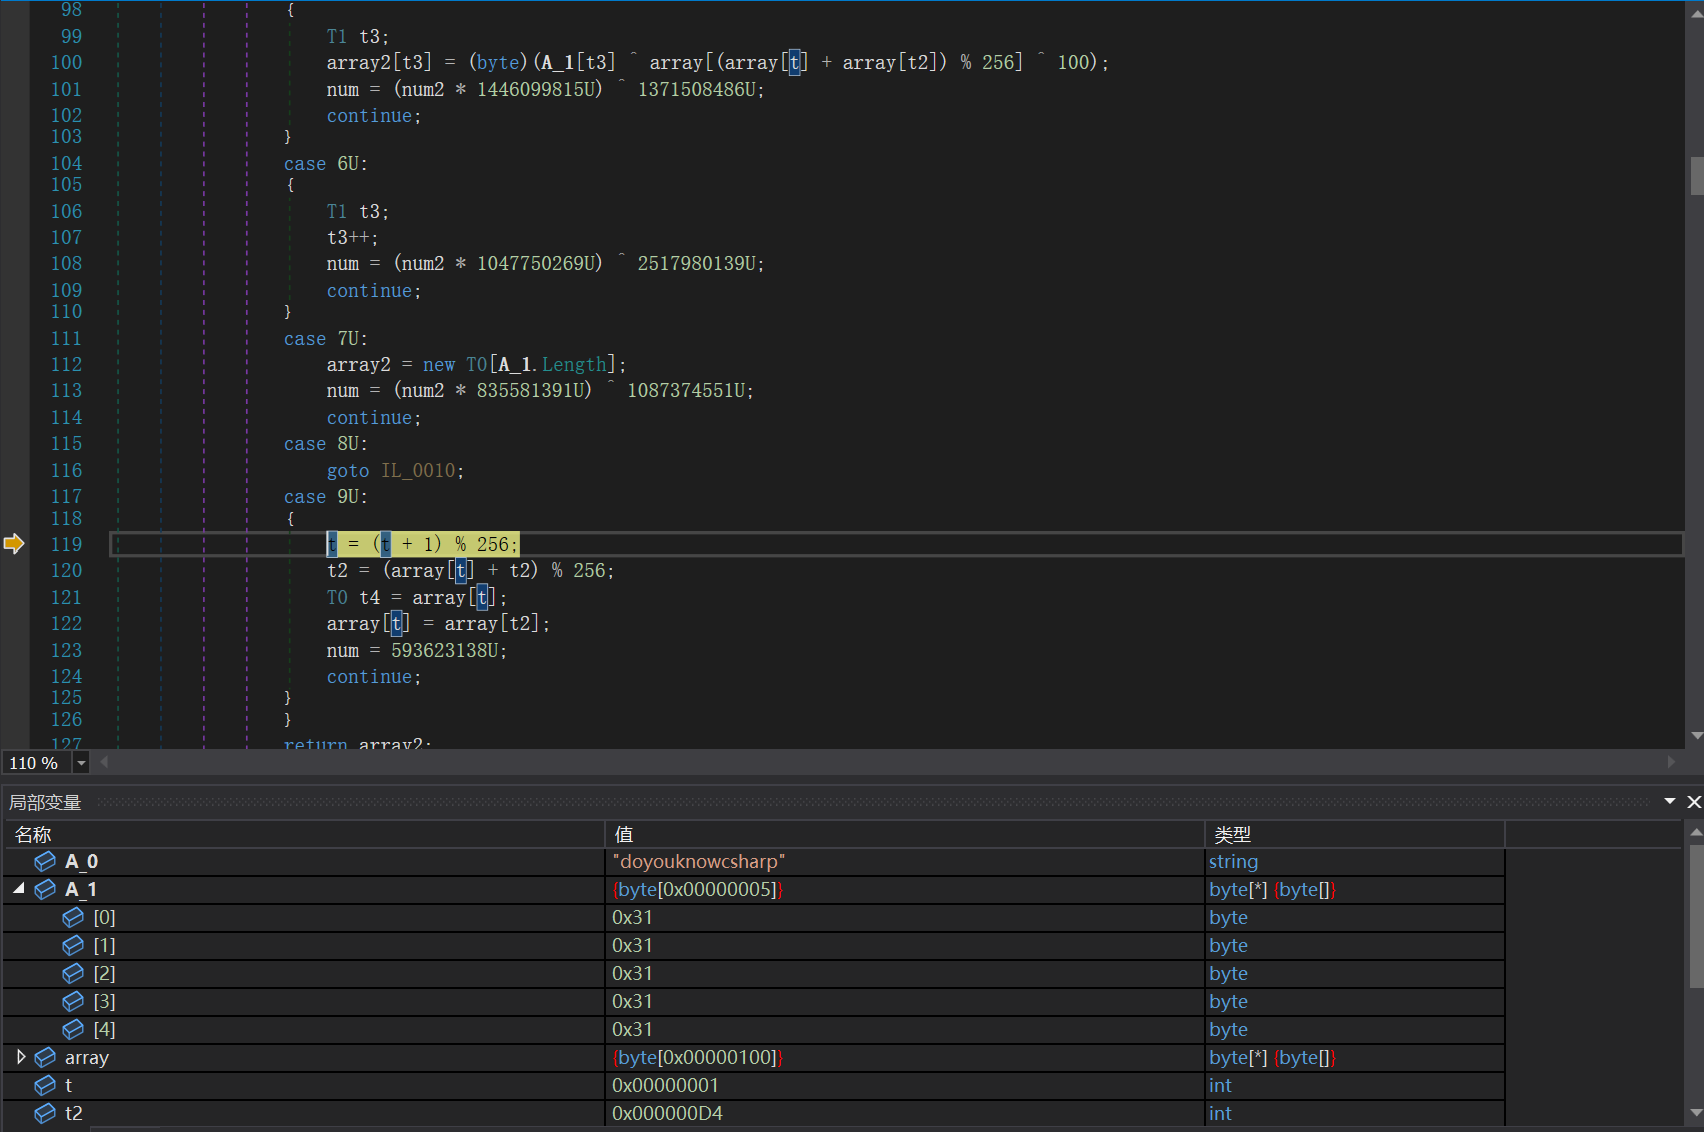 98 {
99 T1 t3;
100 array2[t3] = (byte)(A_1[t3] ^ array[(array[t] + array[t2]) % 256] ^ 100);
101 num = (num2 * 1446099815U) ^ 1371508486U;
102 continue;
103 }
104 case 6U:
105 {
106 T1 t3;
107 t3++;
108 num = (num2 * 1047750269U) ^ 2517980139U;
109 continue;
110 }
111 case 7U:
112 array2 = new T0[A_1.Length];
113 num = (num2 * 835581391U) ^ 1087374551U;
114 continue;
115 case 8U:
116 goto IL_0010;
117 case 9U:
118 {
119 t = (t + 1) % 256;
120 t2 = (array[t] + t2) % 256;
121 T0 t4 = array[t];
122 array[t] = array[t2];
123 num = 593623138U;
124 continue;
125 }
126 }
127 return array2;
110 %
局部变量
名称 值 类型
A_0 "doyouknowcsharp" string
A_1 {byte[0x00000005]} byte[*] {byte[]}
[0] 0x31 byte
[1] 0x31 byte
[2] 0x31 byte
[3] 0x31 byte
[4] 0x31 byte
array {byte[0x00000100]} byte[*] {byte[]}
t 0x00000001 int
t2 0x000000D4 int